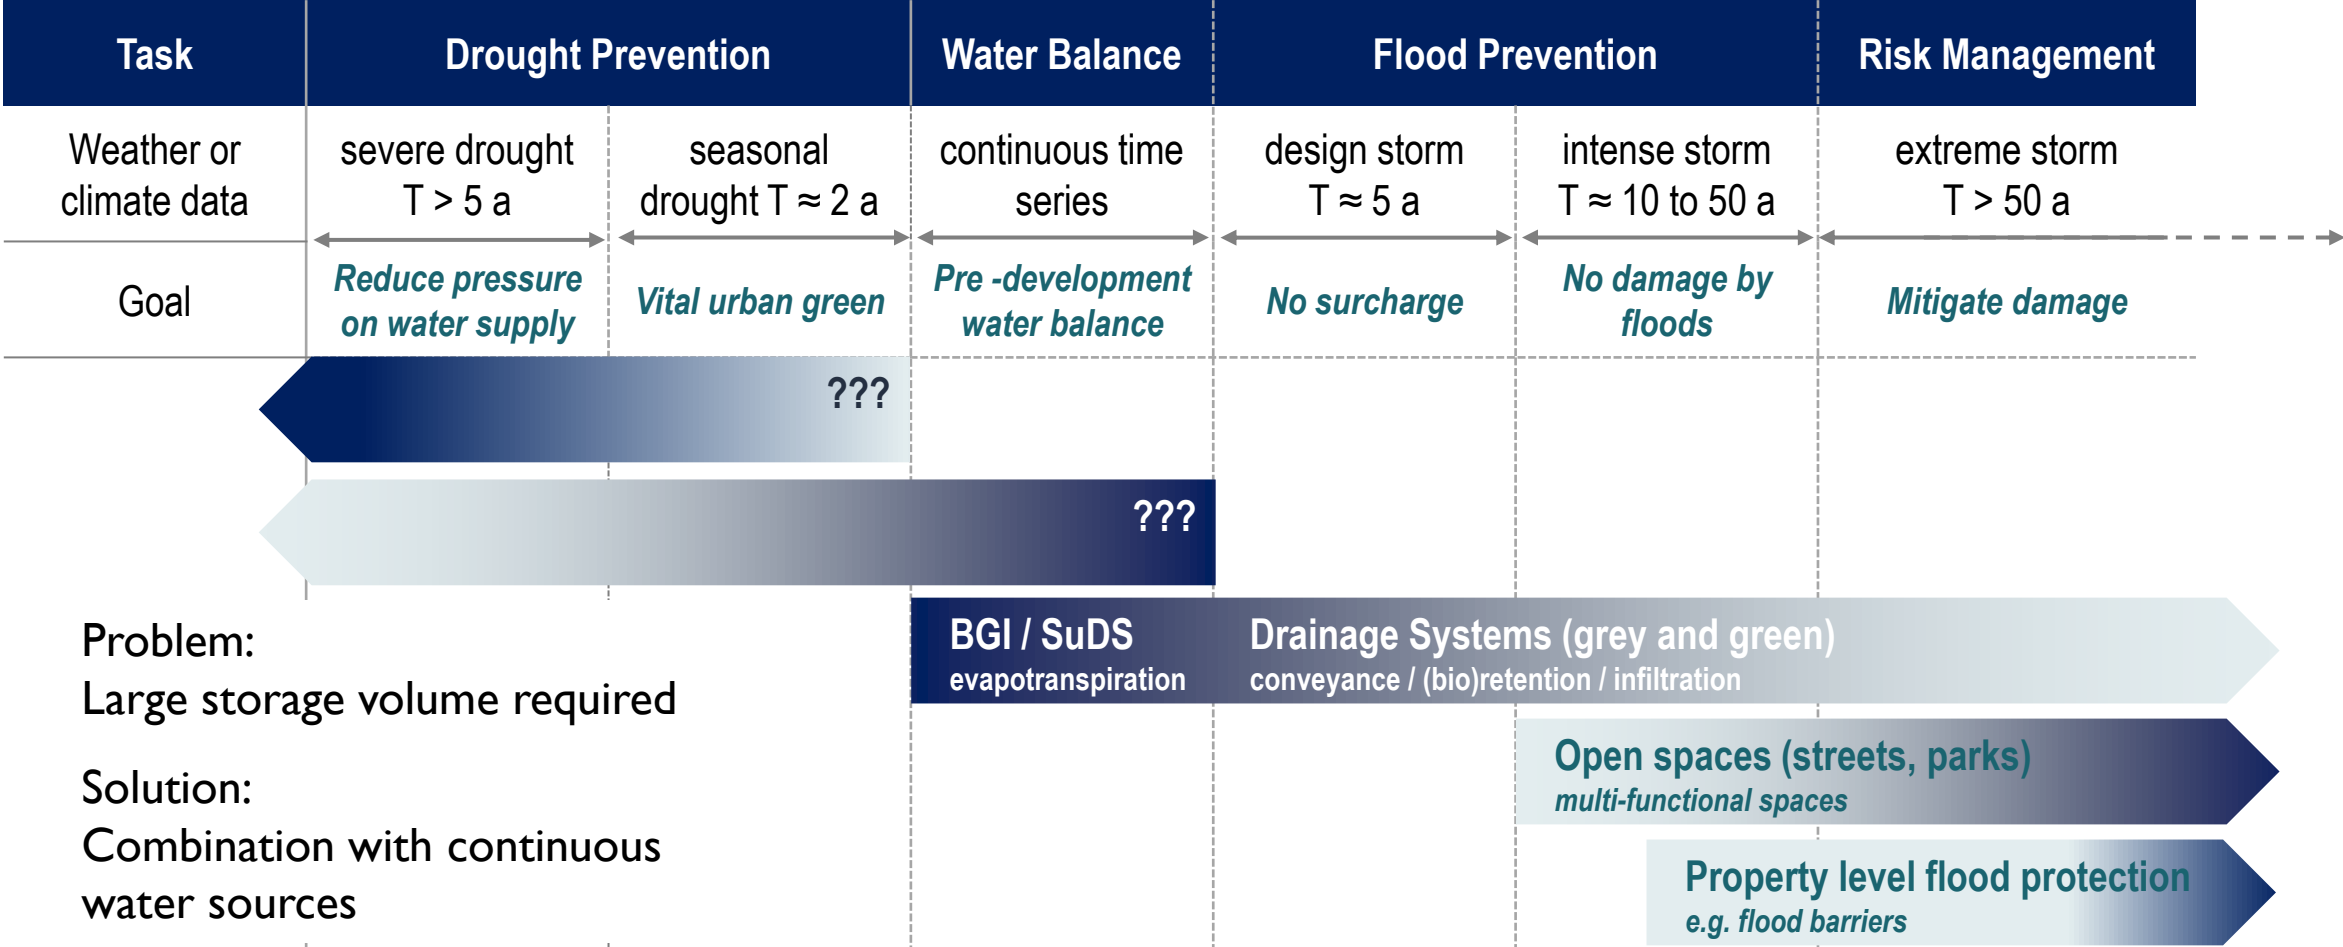 Task
Drought Prevention
Water Balance
Flood Prevention
Risk Management
Weather or
climate data
severe drought
T > 5 a
seasonal
drought T ≈ 2 a
continuous time
series
design storm
T ≈ 5 a
intense storm
T ≈ 10 to 50 a
extreme storm
T > 50 a
Goal
Reduce pressure
on water supply
Vital urban green
Pre -development
water balance
No surcharge
No damage by
floods
Mitigate damage
???
???
BGI / SuDS
evapotranspiration
Drainage Systems (grey and green)
conveyance / (bio)retention / infiltration
Open spaces (streets, parks)
multi-functional spaces
Property level flood protection
e.g. flood barriers
Problem:
Large storage volume required
Solution:
Combination with continuous
water sources